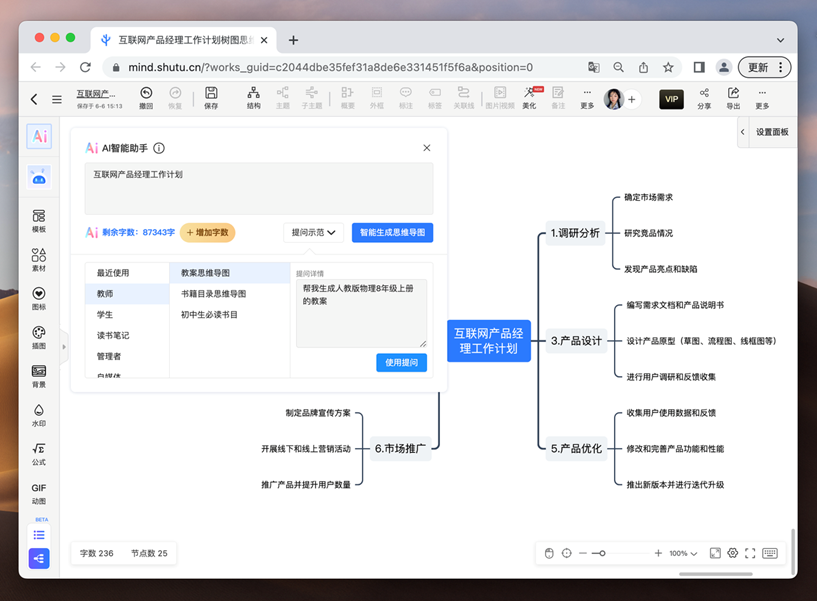 互联网产品经理工作计划树图思维
mind.shutu.cn/?works_guid=c2044dbe35fef31a8de6e331451f5f6a&position=0
更新
互联网产...
保存于 6-6 15:13
撤回
恢复
保存
结构
主题
子主题
概要
外框
标注
标签
关联线
图片|视频
NEW
美化
备注
更多
VIP
分享
导出
更多
设置面板
Ai
模板
素材
图标
插图
背景
水印
公式
GIF
动图
BETA
Ai AI智能助手
互联网产品经理工作计划
Ai 剩余字数：87343字
+ 增加字数
提问示范
智能生成思维导图
最近使用
教师
学生
读书笔记
管理者
自媒体
教案思维导图
书籍目录思维导图
初中生必读书目
提问详情
帮我生成人教版物理8年级上册
的教案
使用提问
互联网产品经
理工作计划
1.调研分析
确定市场需求
研究竞品情况
发现产品亮点和缺陷
3.产品设计
编写需求文档和产品说明书
设计产品原型（草图、流程图、线框图等）
进行用户调研和反馈收集
5.产品优化
收集用户使用数据和反馈
修改和完善产品功能和性能
推出新版本并进行迭代升级
6.市场推广
制定品牌宣传方案
开展线下和线上营销活动
推广产品并提升用户数量
字数 236
节点数 25
100%